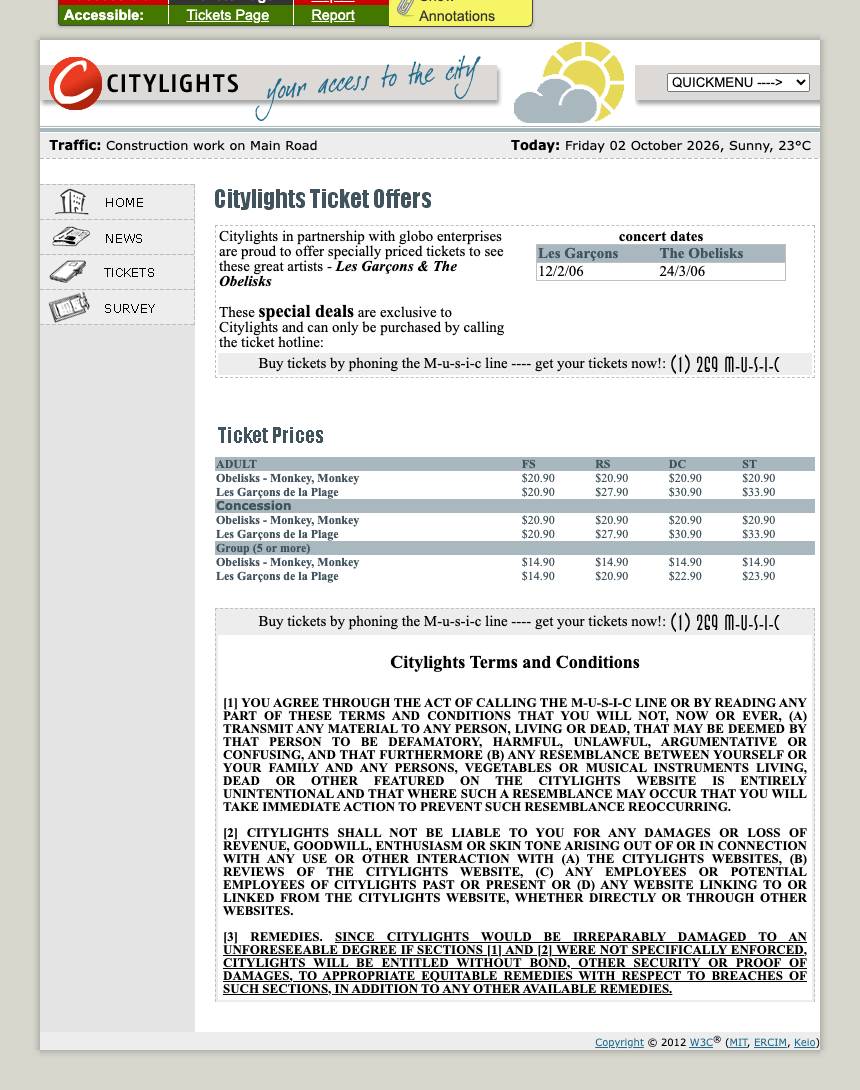 Show
Accessible: Tickets Page Report Annotations
CITYLIGHTS your access to the city QUICKMENU ---->
Traffic: Construction work on Main Road Today: Friday 02 October 2026, Sunny, 23°C
HOME
NEWS
TICKETS
SURVEY
Citylights Ticket Offers
Citylights in partnership with globo enterprises
are proud to offer specially priced tickets to see
these great artists - Les Garçons & The
Obelisks
These special deals are exclusive to
Citylights and can only be purchased by calling
the ticket hotline:
concert dates
Les Garçons The Obelisks
12/2/06 24/3/06
Buy tickets by phoning the M-u-s-i-c line ---- get your tickets now!: (1) 269 M-U-S-I-C
Ticket Prices
ADULT FS RS DC ST
Obelisks - Monkey, Monkey $20.90 $20.90 $20.90 $20.90
Les Garçons de la Plage $20.90 $27.90 $30.90 $33.90
Concession
Obelisks - Monkey, Monkey $20.90 $20.90 $20.90 $20.90
Les Garçons de la Plage $20.90 $27.90 $30.90 $33.90
Group (5 or more)
Obelisks - Monkey, Monkey $14.90 $14.90 $14.90 $14.90
Les Garçons de la Plage $14.90 $20.90 $22.90 $23.90
Buy tickets by phoning the M-u-s-i-c line ---- get your tickets now!: (1) 269 M-U-S-I-C
Citylights Terms and Conditions
[1] YOU AGREE THROUGH THE ACT OF CALLING THE M-U-S-I-C LINE OR BY READING ANY
PART OF THESE TERMS AND CONDITIONS THAT YOU WILL NOT, NOW OR EVER, (A)
TRANSMIT ANY MATERIAL TO ANY PERSON, LIVING OR DEAD, THAT MAY BE DEEMED BY
THAT PERSON TO BE DEFAMATORY, HARMFUL, UNLAWFUL, ARGUMENTATIVE OR
CONFUSING, AND THAT FURTHERMORE (B) ANY RESEMBLANCE BETWEEN YOURSELF OR
YOUR FAMILY AND ANY PERSONS, VEGETABLES OR MUSICAL INSTRUMENTS LIVING,
DEAD OR OTHER FEATURED ON THE CITYLIGHTS WEBSITE IS ENTIRELY
UNINTENTIONAL AND THAT WHERE SUCH A RESEMBLANCE MAY OCCUR THAT YOU WILL
TAKE IMMEDIATE ACTION TO PREVENT SUCH RESEMBLANCE REOCCURRING.
[2] CITYLIGHTS SHALL NOT BE LIABLE TO YOU FOR ANY DAMAGES OR LOSS OF
REVENUE, GOODWILL, ENTHUSIASM OR SKIN TONE ARISING OUT OF OR IN CONNECTION
WITH ANY USE OR OTHER INTERACTION WITH (A) THE CITYLIGHTS WEBSITES, (B)
REVIEWS OF THE CITYLIGHTS WEBSITE, (C) ANY EMPLOYEES OR POTENTIAL
EMPLOYEES OF CITYLIGHTS PAST OR PRESENT OR (D) ANY WEBSITE LINKING TO OR
LINKED FROM THE CITYLIGHTS WEBSITE, WHETHER DIRECTLY OR THROUGH OTHER
WEBSITES.
[3] REMEDIES. SINCE CITYLIGHTS WOULD BE IRREPARABLY DAMAGED TO AN
UNFORESEEABLE DEGREE IF SECTIONS [1] AND [2] WERE NOT SPECIFICALLY ENFORCED,
CITYLIGHTS WILL BE ENTITLED WITHOUT BOND, OTHER SECURITY OR PROOF OF
DAMAGES, TO APPROPRIATE EQUITABLE REMEDIES WITH RESPECT TO BREACHES OF
SUCH SECTIONS, IN ADDITION TO ANY OTHER AVAILABLE REMEDIES.
Copyright © 2012 W3C® (MIT, ERCIM, Keio)